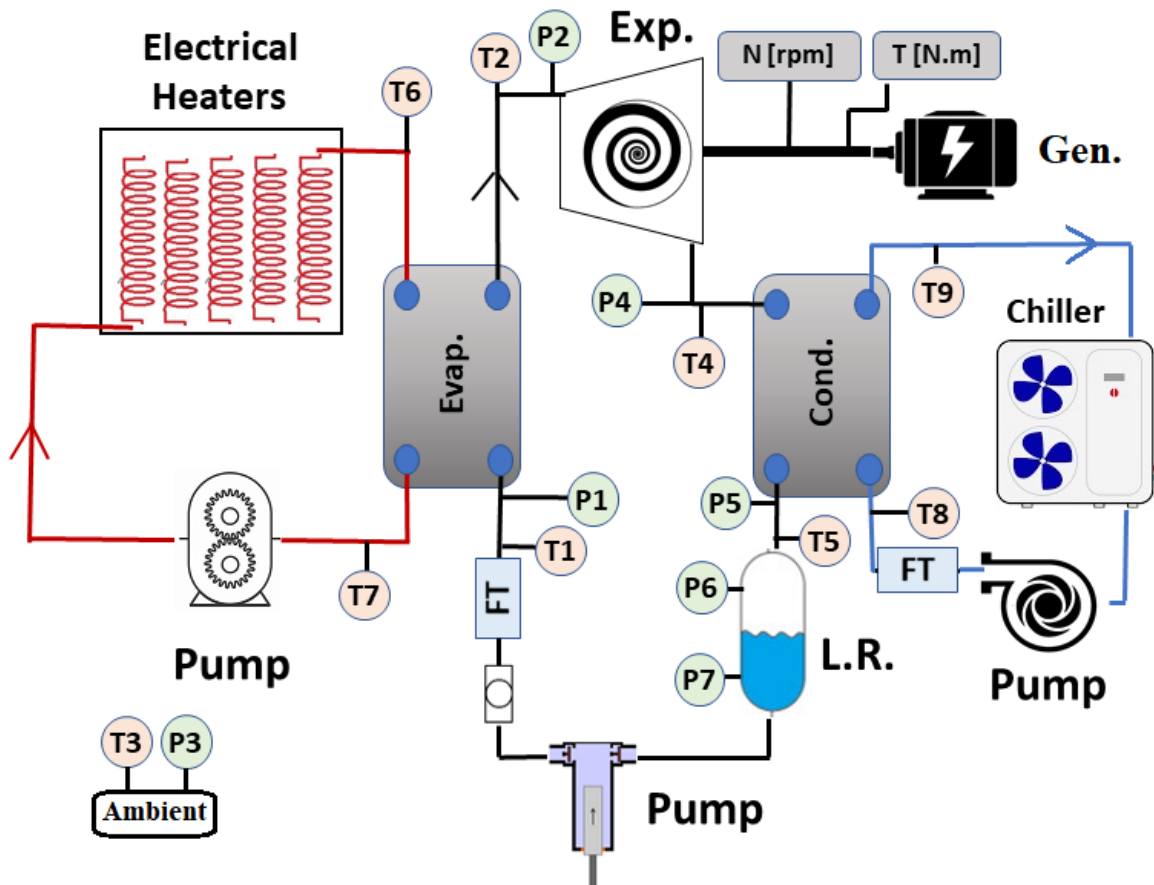 Electrical
Heaters
T6
T2
P2
Exp.
N [rpm]
T [N.m]
Gen.
T9
Chiller
P4
T4
Evap.
Cond.
P1
T1
FT
P5
T5
T8
FT
T7
Pump
P6
P7
L.R.
Pump
T3
P3
Ambient
Pump